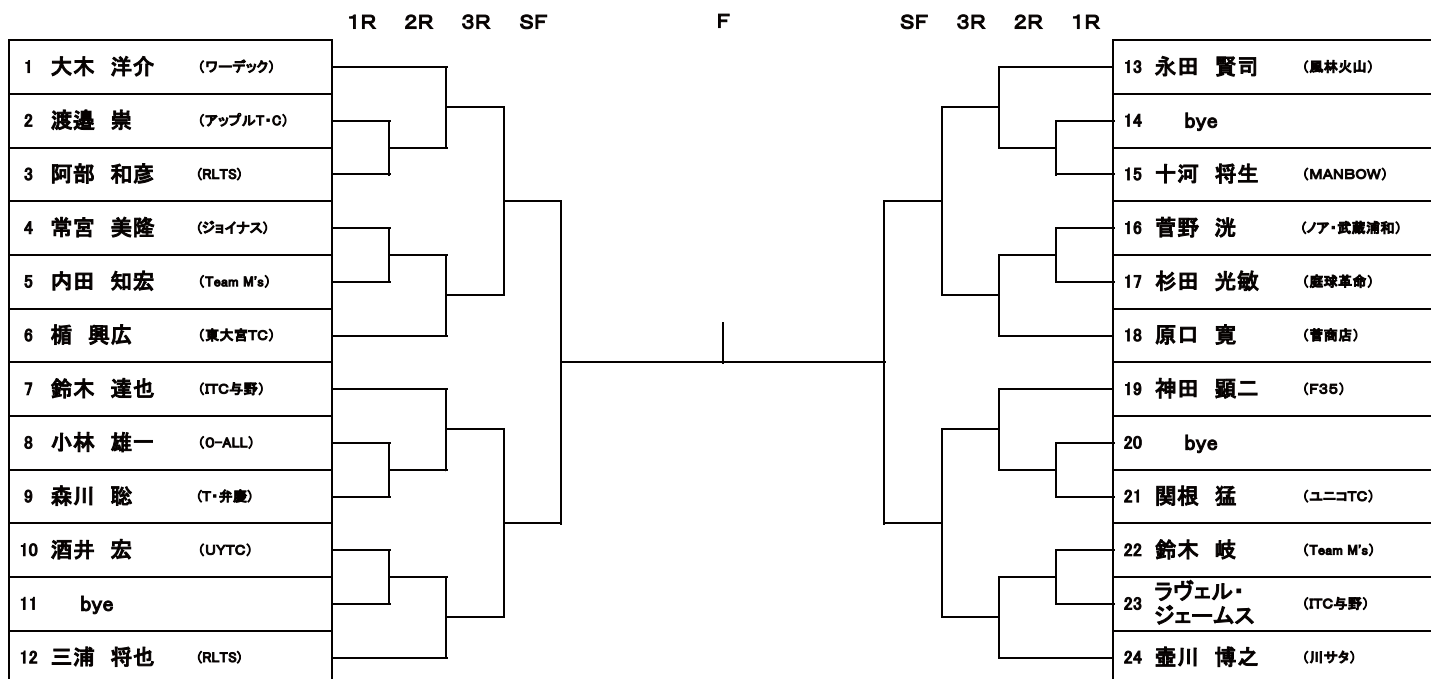 1R 2R 3R SF F SF 3R 2R 1R
1 大木 洋介 (ワーデック)
2 渡邉 崇 (アップルT・C)
3 阿部 和彦 (RLTS)
4 常宮 美隆 (ジョイナス)
5 内田 知宏 (Team M's)
6 楯 興広 (東大宮TC)
7 鈴木 達也 (ITC与野)
8 小林 雄一 (O-ALL)
9 森川 聡 (T・弁慶)
10 酒井 宏 (UYTC)
11 bye
12 三浦 将也 (RLTS)
13 永田 賢司 (風林火山)
14 bye
15 十河 将生 (MANBOW)
16 菅野 洸 (ノア・武蔵浦和)
17 杉田 光敏 (庭球革命)
18 原口 寛 (菅商店)
19 神田 顕二 (F35)
20 bye
21 関根 猛 (ユニコTC)
22 鈴木 岐 (Team M's)
23 ラヴェル・
ジェームス (ITC与野)
24 壷川 博之 (川サタ)